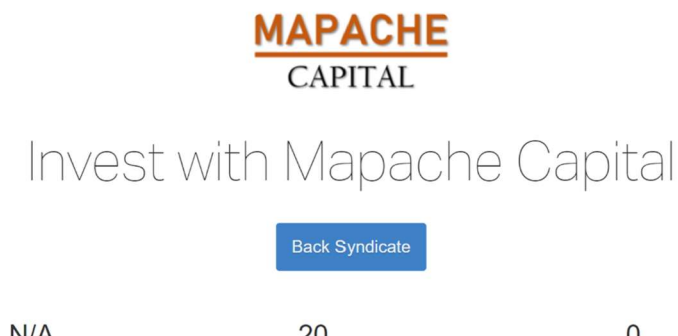 MAPACHE
CAPITAL
Invest with Mapache Capital
Back Syndicate
N/A 20 0